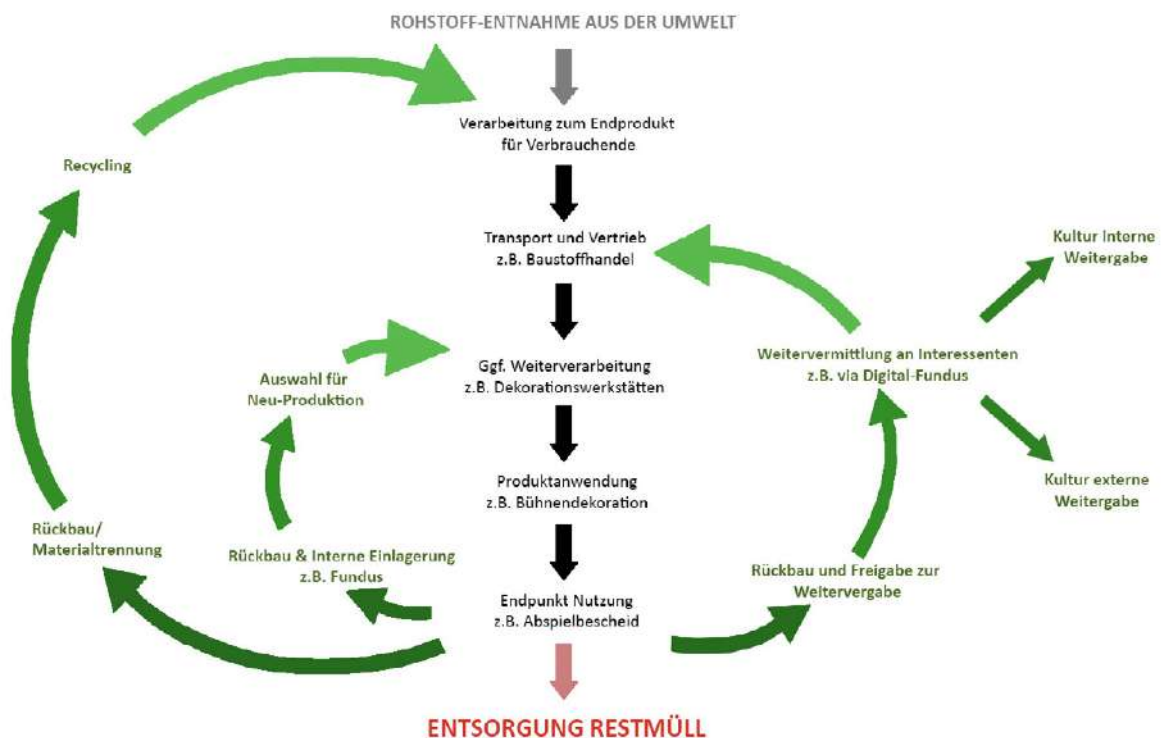 ROHSTOFF-ENTNAHME AUS DER UMWELT
Verarbeitung zum Endprodukt
für Verbrauchende
Recycling
Transport und Vertrieb
z.B. Baustoffhandel
Kultur Interne
Weitergabe
Ggf. Weiterverarbeitung
z.B. Dekorationswerkstätten
Weitervermittlung an Interessenten
z.B. via Digital-Fundus
Auswahl für
Neu-Produktion
Produktanwendung
z.B. Bühnendekoration
Kultur externe
Weitergabe
Rückbau/
Materialtrennung
Rückbau & Interne Einlagerung
z.B. Fundus
Rückbau und Freigabe zur
Weitervergabe
Endpunkt Nutzung
z.B. Abspielbescheid
ENTSORGUNG RESTMÜLL